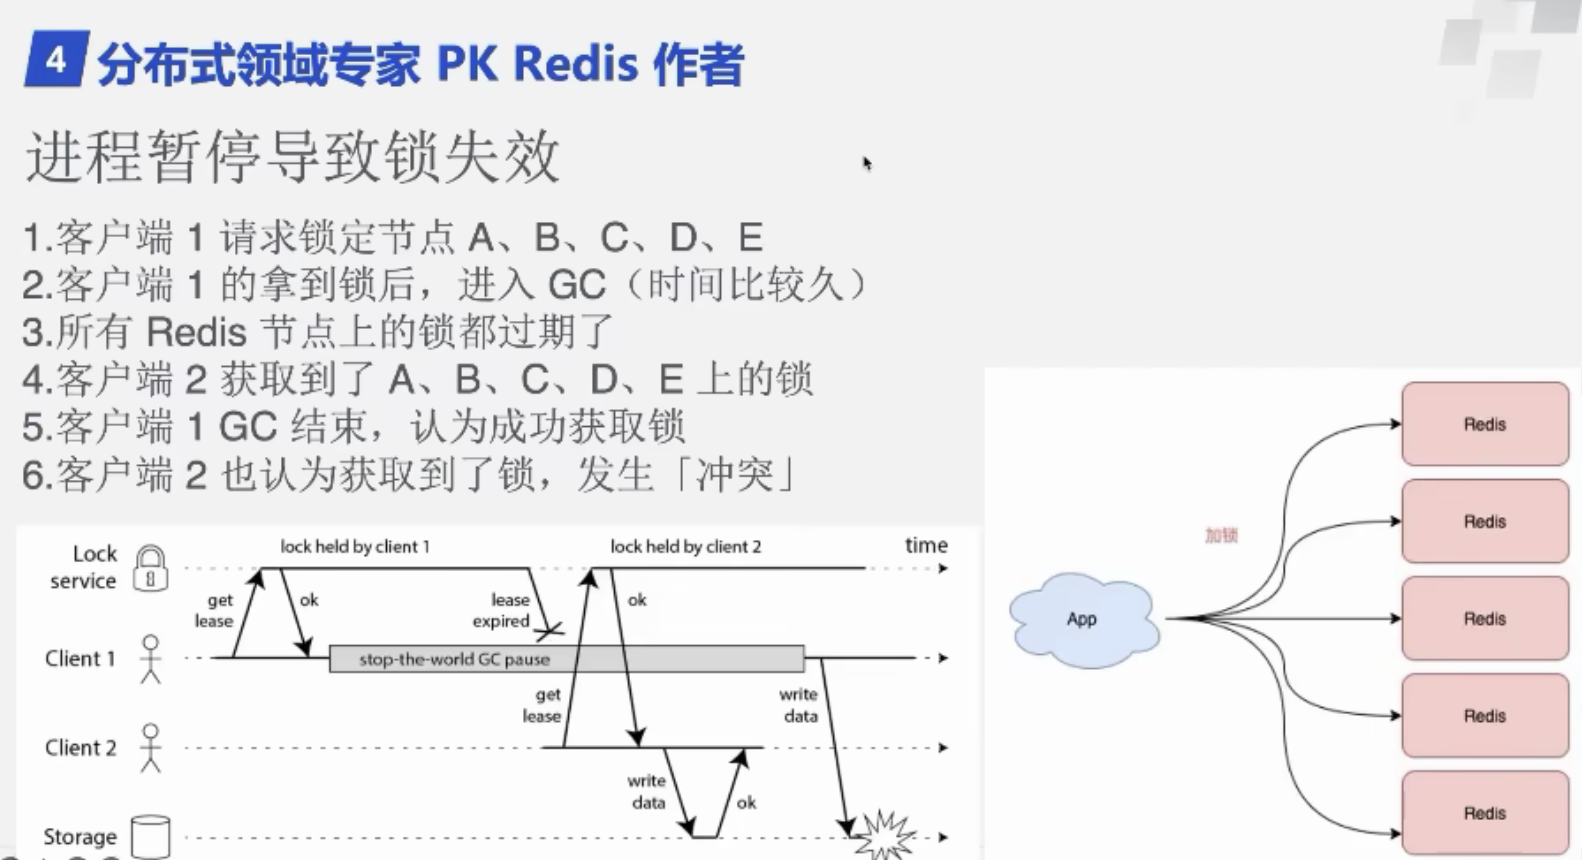 4 分布式领域专家 PK Redis 作者
进程暂停导致锁失效
1.客户端 1 请求锁定节点 A、B、C、D、E
2.客户端 1 的拿到锁后，进入 GC（时间比较久）
3.所有 Redis 节点上的锁都过期了
4.客户端 2 获取到了 A、B、C、D、E 上的锁
5.客户端 1 GC 结束，认为成功获取锁
6.客户端 2 也认为获取到了锁，发生「冲突」
Lock
service
lock held by client 1
lock held by client 2
time
get
lease
ok
lease
expired
ok
Client 1
stop-the-world GC pause
get
lease
write
data
Client 2
write
data
ok
Storage
加锁
App
Redis
Redis
Redis
Redis
Redis